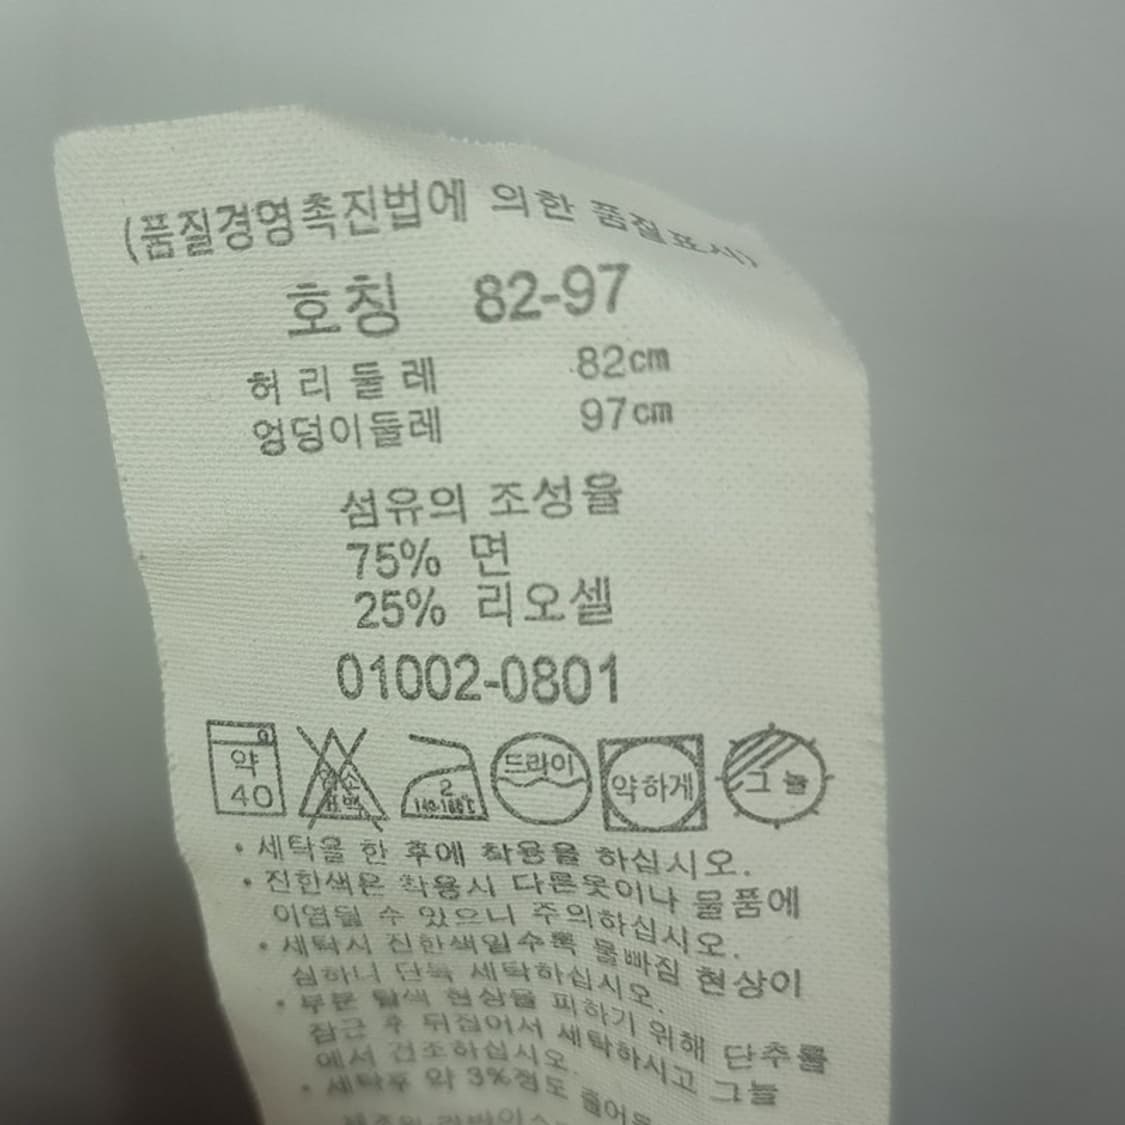 (품질경영촉진법에 의한 품질표시)
호칭 82-97
허리둘레 82cm
엉덩이둘레 97cm
섬유의 조성율
75% 면
25% 리오셀
01002-0801
약 40
염소 표백
2 140-160℃
드라이
약하게
그늘
• 세탁을 한 후에 착용을 하십시오.
• 진한색은 착용시 다른옷이나 물품에
이염될 수 있으니 주의하십시오.
• 세탁시 진한색일수록 물빠짐 현상이
심하니 단독 세탁하십시오.
• 부분 탈색 현상을 피하기 위해 단추를
잠근 후 뒤집어서 세탁하시고 그늘
에서 건조하십시오.
• 세탁후 약 3%정도